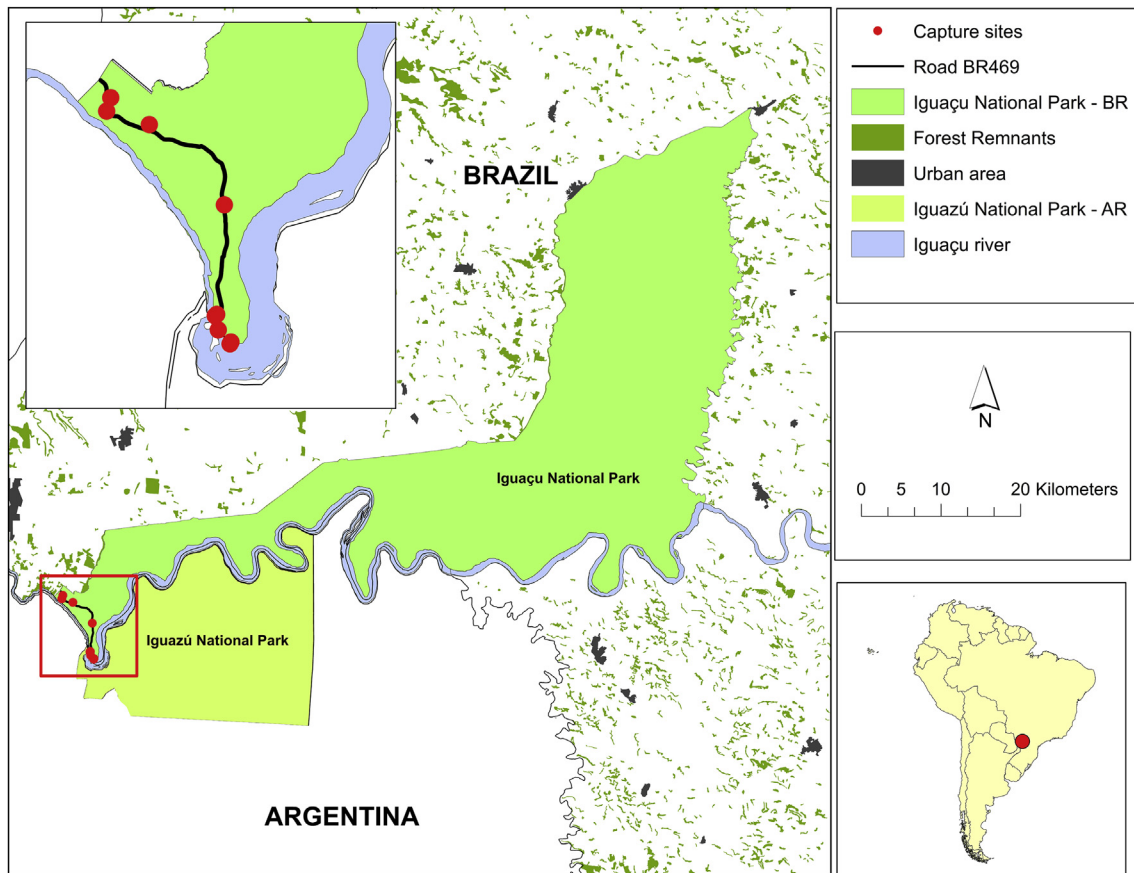 BRAZIL
Iguaçu National Park
Iguazú National Park
ARGENTINA
Capture sites
Road BR469
Iguaçu National Park - BR
Forest Remnants
Urban area
Iguazú National Park - AR
Iguaçu river
N
0 5 10 20 Kilometers